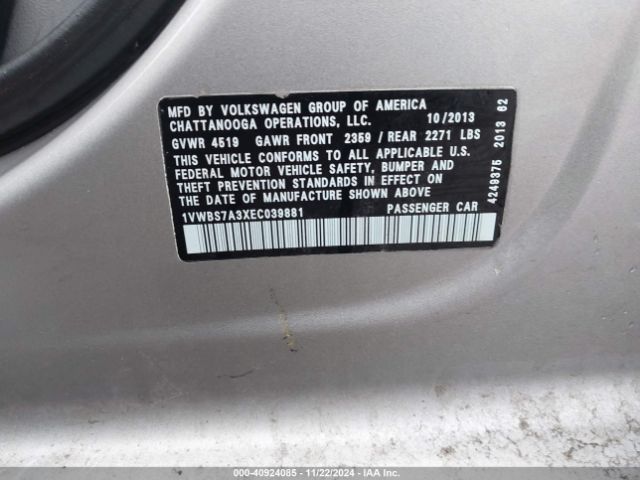 MFD BY VOLKSWAGEN GROUP OF AMERICA
CHATTANOOGA OPERATIONS, LLC. 10/2013
GVWR 4519 GAWR FRONT 2359 / REAR 2271 LBS
THIS VEHICLE CONFORMS TO ALL APPLICABLE U.S.
FEDERAL MOTOR VEHICLE SAFETY, BUMPER AND
THEFT PREVENTION STANDARDS IN EFFECT ON
THE DATE OF MANUFACTURE SHOWN ABOVE
1VWBS7A3XEC039881 PASSENGER CAR
4249375 2013 62
000-40924085 - 11/22/2024 - IAAI.com